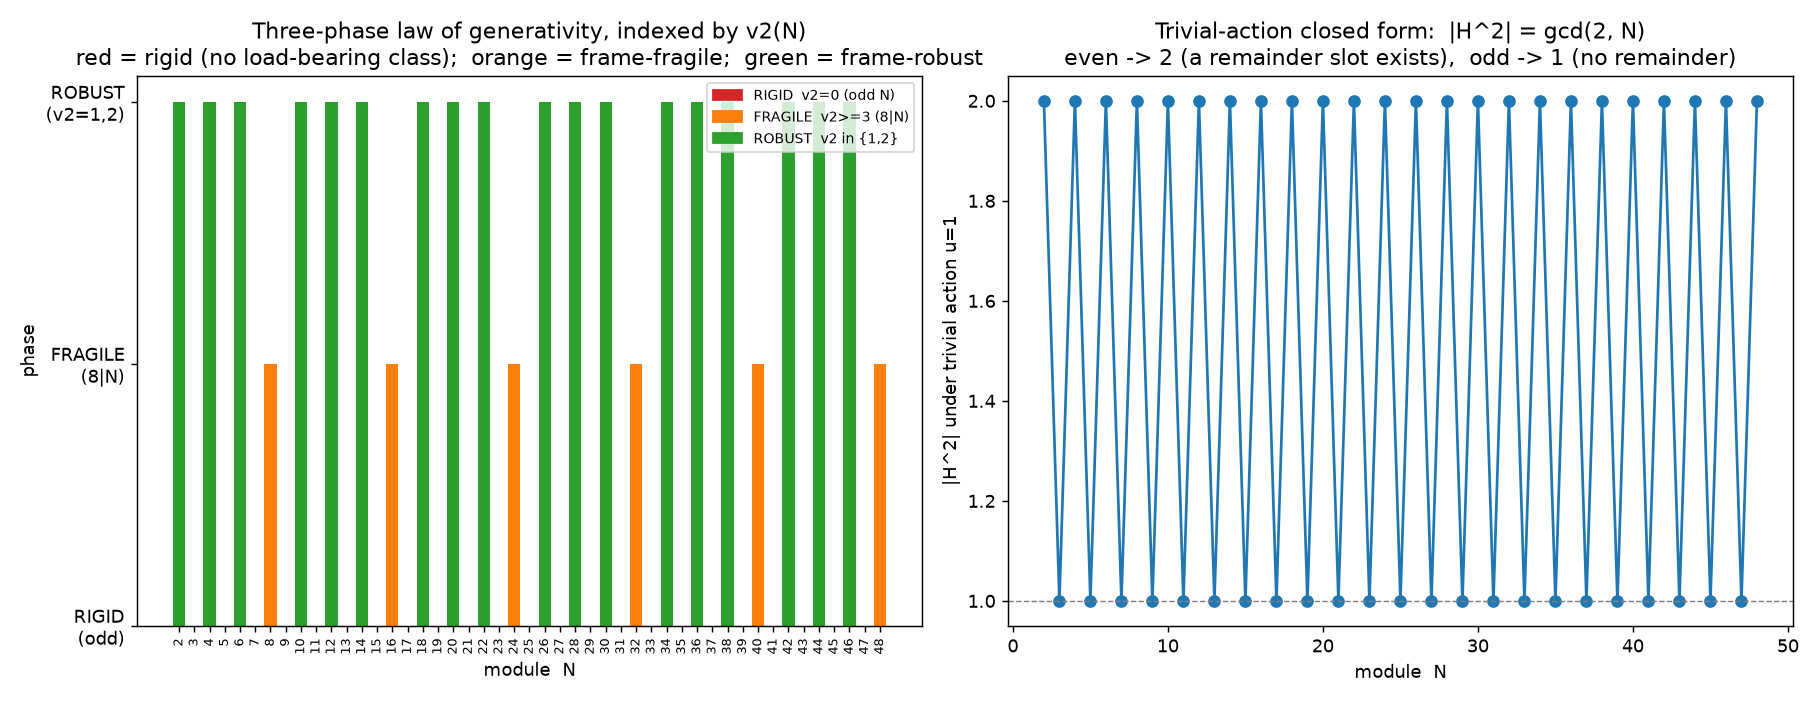 Three-phase law of generativity, indexed by v2(N)
red = rigid (no load-bearing class);  orange = frame-fragile;  green = frame-robust
ROBUST
(v2=1,2)
FRAGILE
(8|N)
RIGID
(odd)
phase
RIGID  v2=0 (odd N)
FRAGILE  v2>=3 (8|N)
ROBUST  v2 in {1,2}
2 3 4 5 6 7 8 9 10 11 12 13 14 15 16 17 18 19 20 21 22 23 24 25 26 27 28 29 30 31 32 33 34 35 36 37 38 39 40 41 42 43 44 45 46 47 48
module  N
Trivial-action closed form:  |H^2| = gcd(2, N)
even -> 2 (a remainder slot exists),  odd -> 1 (no remainder)
2.0
1.8
1.6
1.4
1.2
1.0
|H^2| under trivial action u=1
0 10 20 30 40 50
module  N